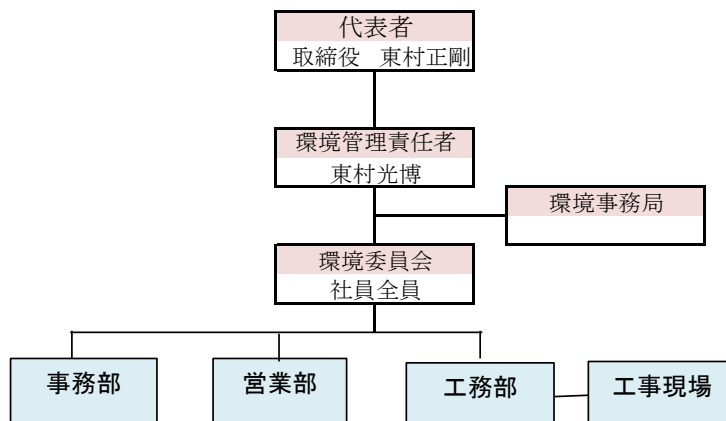 代表者
取締役　東村正剛
環境管理責任者
東村光博
環境事務局
環境委員会
社員全員
事務部
営業部
工務部
工事現場